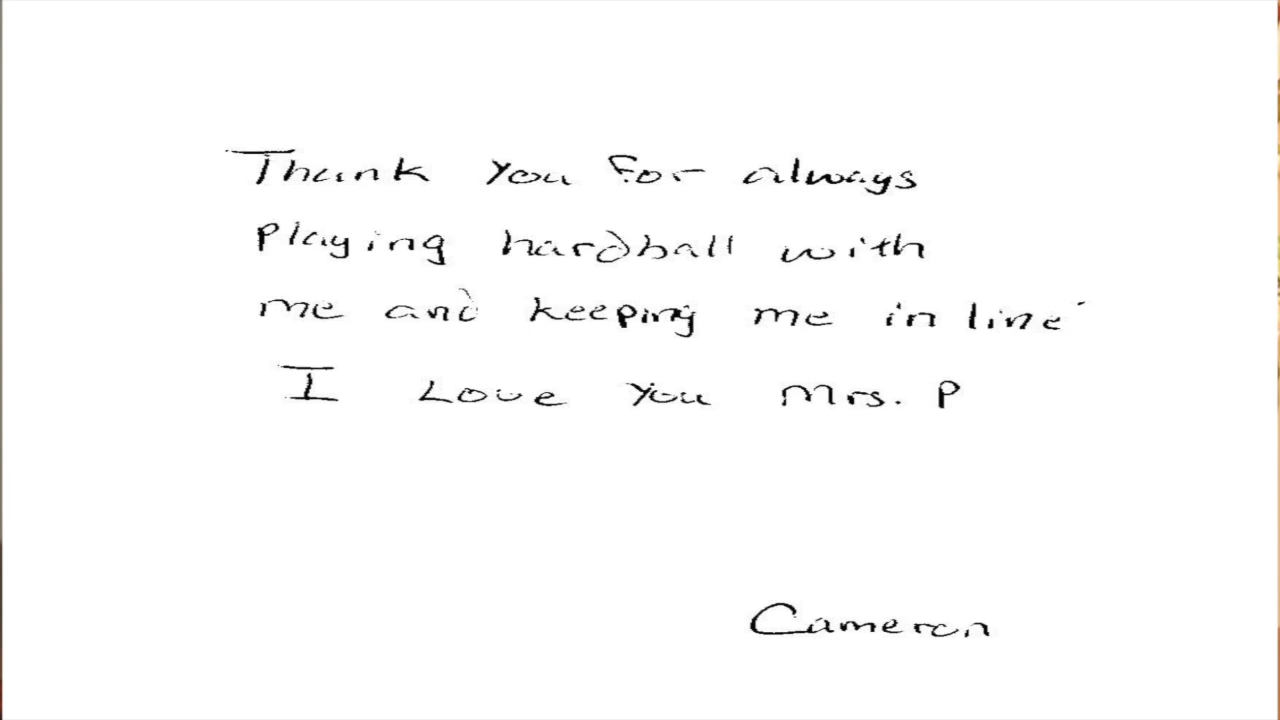 Thank you for always
playing hardball with
me and keeping me in line
I Love you Mrs. P
Cameron